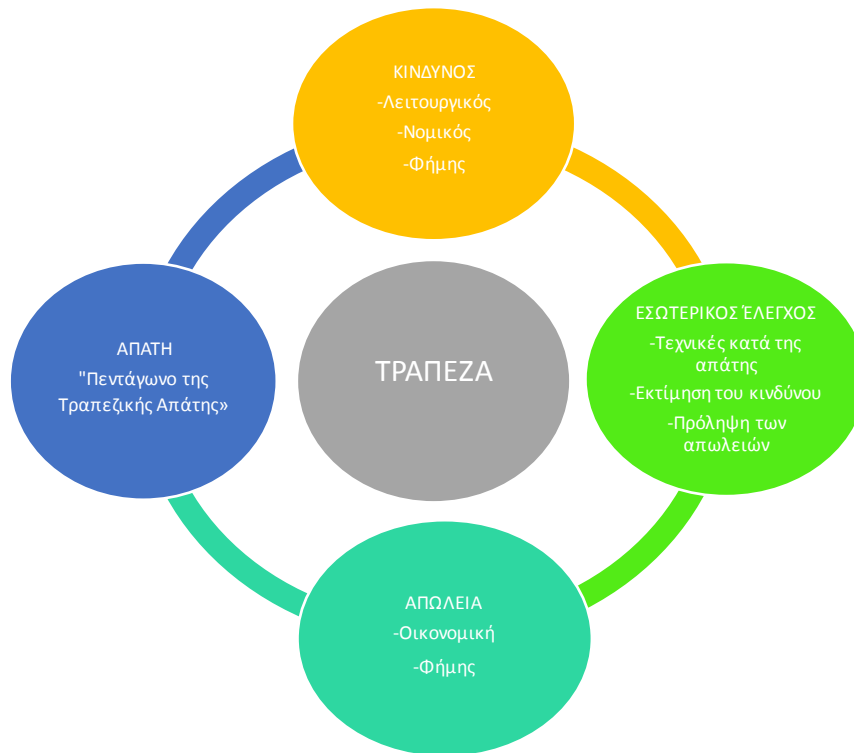 ΚΙΝΔΥΝΟΣ
-Λειτουργικός
-Νομικός
-Φήμης
ΑΠΑΤΗ
"Πεντάγωνο της
Τραπεζικής Απάτης»
ΤΡΑΠΕΖΑ
ΕΣΩΤΕΡΙΚΟΣ ΈΛΕΓΧΟΣ
-Τεχνικές κατά της
απάτης
-Εκτίμηση του κινδύνου
-Πρόληψη των
απωλειών
ΑΠΩΛΕΙΑ
-Οικονομική
-Φήμης